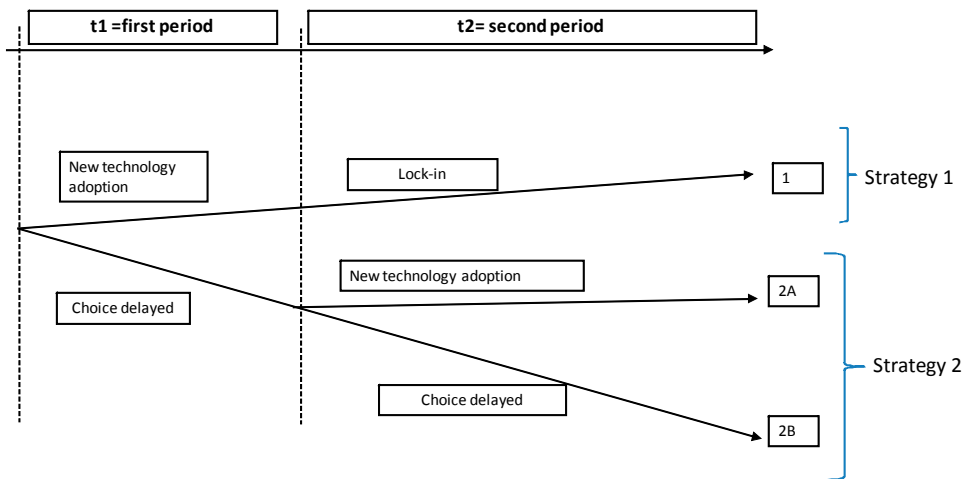 t1 =first period
t2= second period
New technology
adoption
Lock-in
1
Strategy 1
New technology adoption
2A
Choice delayed
Strategy 2
Choice delayed
2B